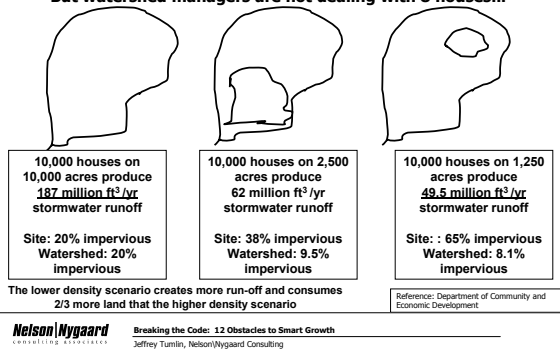 But watershed managers are not dealing with 8 houses...
10,000 houses on
10,000 acres produce
187 million ft³/yr
stormwater runoff
Site: 20% impervious
Watershed: 20%
impervious
10,000 houses on 2,500
acres produce
62 million ft³/yr
stormwater runoff
Site: 38% impervious
Watershed: 9.5%
impervious
10,000 houses on 1,250
acres produce
49.5 million ft³/yr
stormwater runoff
Site: : 65% impervious
Watershed: 8.1%
impervious
The lower density scenario creates more run-off and consumes
2/3 more land that the higher density scenario
Reference: Department of Community and
Economic Development
Nelson|Nygaard
consulting associates
Breaking the Code: 12 Obstacles to Smart Growth
Jeffrey Tumlin, Nelson\Nygaard Consulting